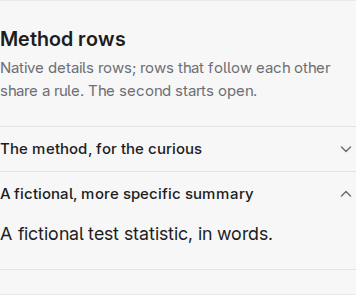 Method rows
Native details rows; rows that follow each other
share a rule. The second starts open.
The method, for the curious
A fictional, more specific summary
A fictional test statistic, in words.